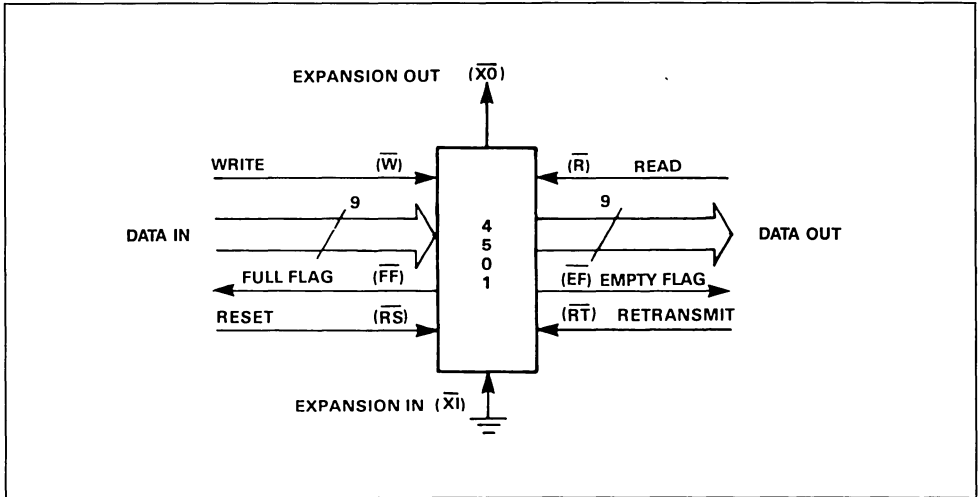 EXPANSION OUT (X̅O̅)
WRITE (W̅)
(R̅) READ
9
9
DATA IN
4
5
0
1
DATA OUT
FULL FLAG (F̅F̅)
(E̅F̅) EMPTY FLAG
RESET (R̅S̅)
(R̅T̅) RETRANSMIT
EXPANSION IN (X̅I̅)